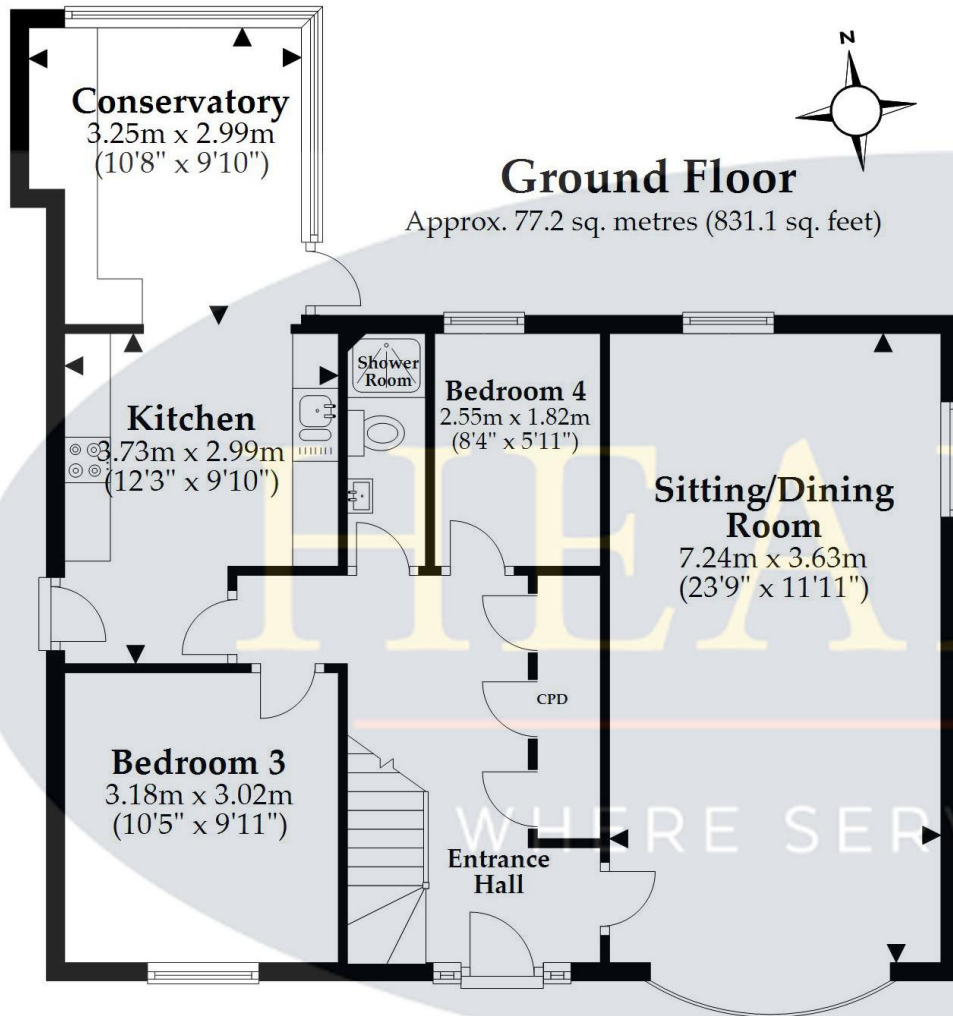 Conservatory
3.25m x 2.99m
(10'8" x 9'10")
N
Ground Floor
Approx. 77.2 sq. metres (831.1 sq. feet)
Shower
Room
Bedroom 4
2.55m x 1.82m
(8'4" x 5'11")
Kitchen
3.73m x 2.99m
(12'3" x 9'10")
Sitting/Dining
Room
7.24m x 3.63m
(23'9" x 11'11")
CPD
Bedroom 3
3.18m x 3.02m
(10'5" x 9'11")
Entrance
Hall
WHERE